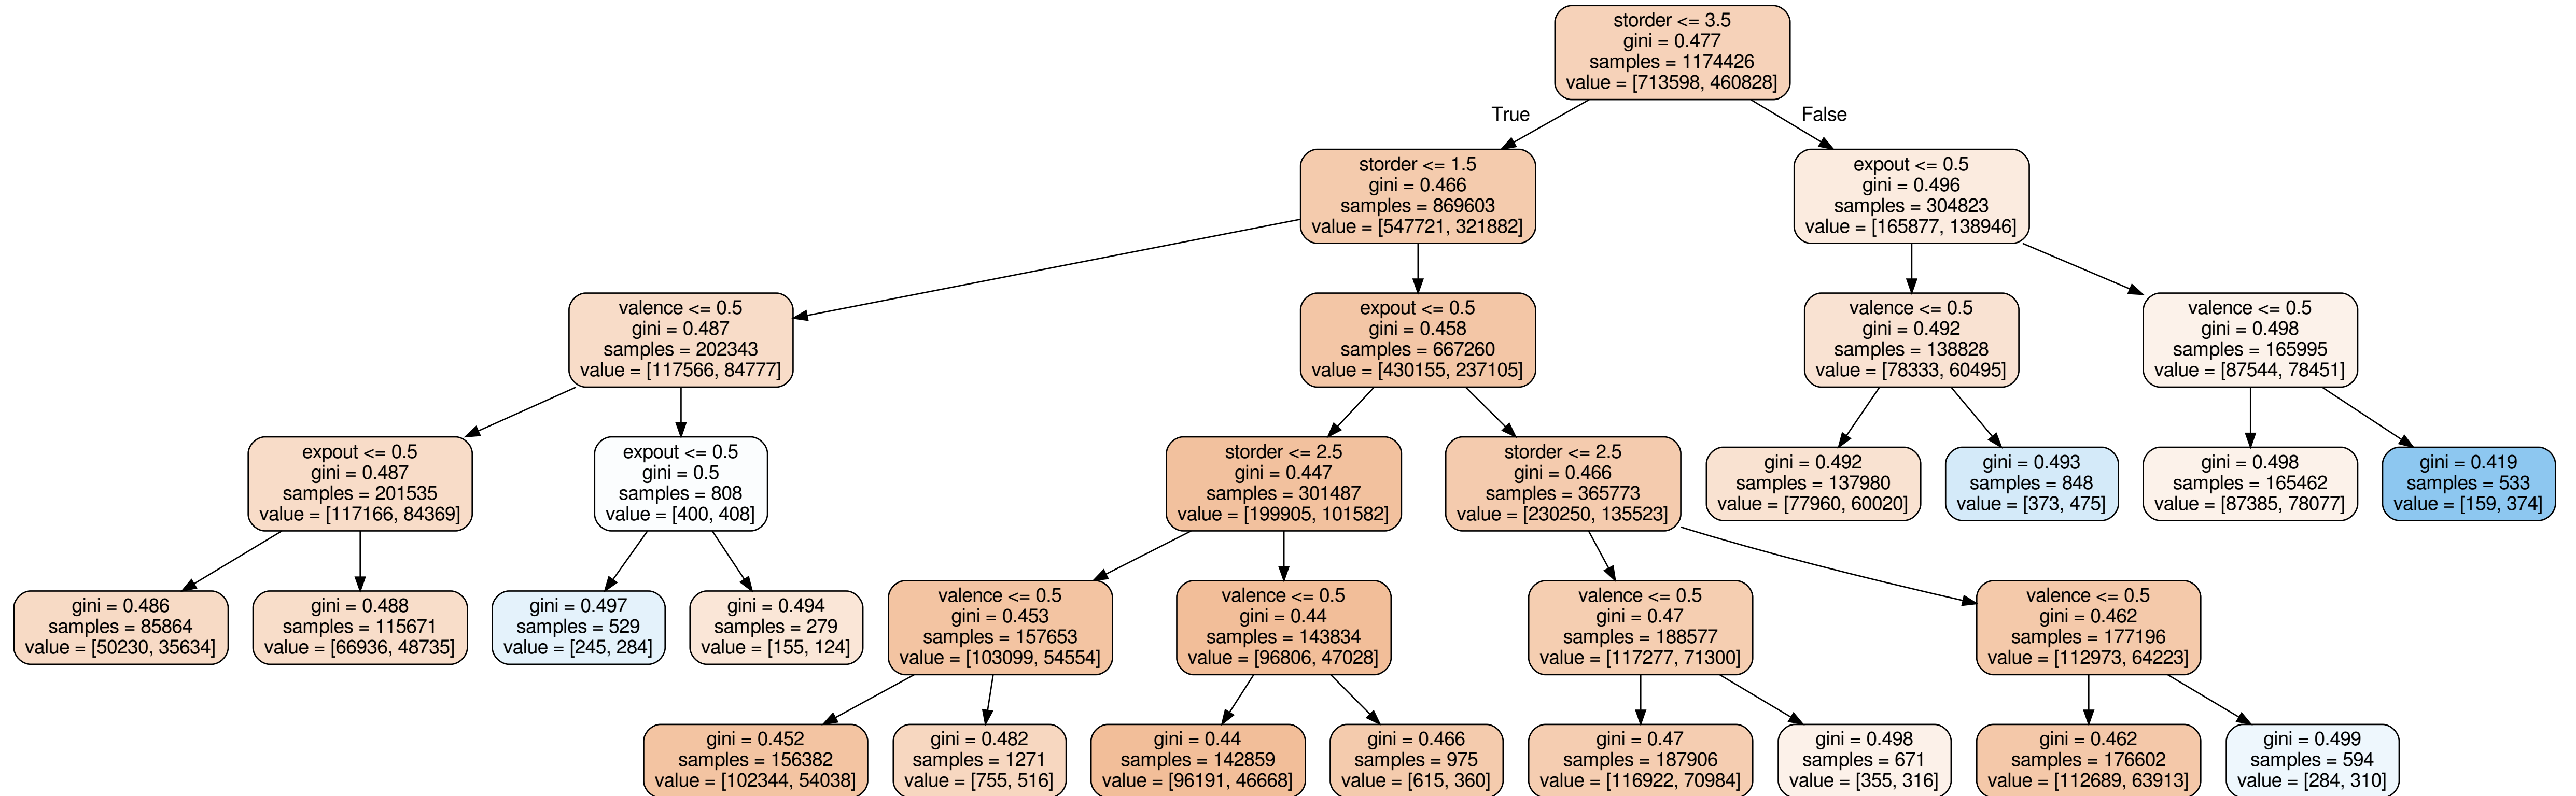 storder <= 3.5
gini = 0.477
samples = 1174426
value = [713598, 460828]
True
False
storder <= 1.5
gini = 0.466
samples = 869603
value = [547721, 321882]
expout <= 0.5
gini = 0.496
samples = 304823
value = [165877, 138946]
valence <= 0.5
gini = 0.487
samples = 202343
value = [117566, 84777]
expout <= 0.5
gini = 0.458
samples = 667260
value = [430155, 237105]
valence <= 0.5
gini = 0.492
samples = 138828
value = [78333, 60495]
valence <= 0.5
gini = 0.498
samples = 165995
value = [87544, 78451]
expout <= 0.5
gini = 0.487
samples = 201535
value = [117166, 84369]
expout <= 0.5
gini = 0.5
samples = 808
value = [400, 408]
storder <= 2.5
gini = 0.447
samples = 301487
value = [199905, 101582]
storder <= 2.5
gini = 0.466
samples = 365773
value = [230250, 135523]
gini = 0.492
samples = 137980
value = [77960, 60020]
gini = 0.493
samples = 848
value = [373, 475]
gini = 0.498
samples = 165462
value = [87385, 78077]
gini = 0.419
samples = 533
value = [159, 374]
gini = 0.486
samples = 85864
value = [50230, 35634]
gini = 0.488
samples = 115671
value = [66936, 48735]
gini = 0.497
samples = 529
value = [245, 284]
gini = 0.494
samples = 279
value = [155, 124]
valence <= 0.5
gini = 0.453
samples = 157653
value = [103099, 54554]
valence <= 0.5
gini = 0.44
samples = 143834
value = [96806, 47028]
valence <= 0.5
gini = 0.47
samples = 188577
value = [117277, 71300]
valence <= 0.5
gini = 0.462
samples = 177196
value = [112973, 64223]
gini = 0.452
samples = 156382
value = [102344, 54038]
gini = 0.482
samples = 1271
value = [755, 516]
gini = 0.44
samples = 142859
value = [96191, 46668]
gini = 0.466
samples = 975
value = [615, 360]
gini = 0.47
samples = 187906
value = [116922, 70984]
gini = 0.498
samples = 671
value = [355, 316]
gini = 0.462
samples = 176602
value = [112689, 63913]
gini = 0.499
samples = 594
value = [284, 310]